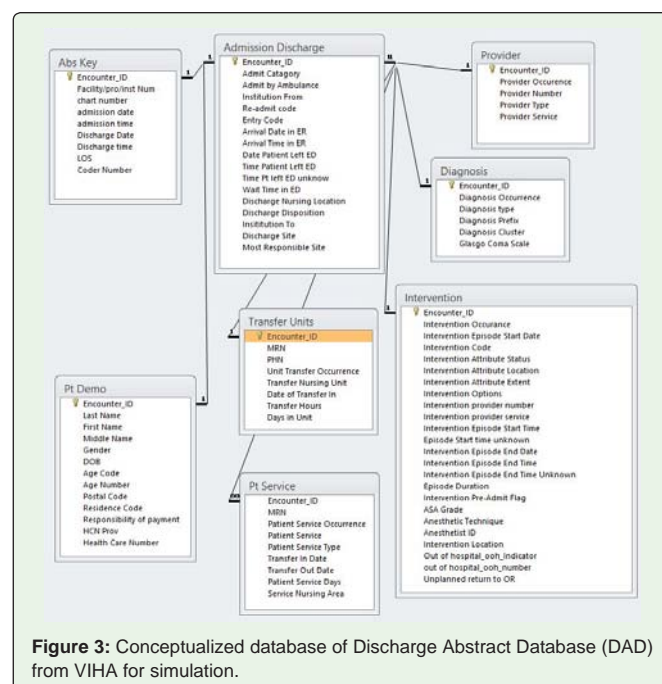 Abs Key
Encounter_ID
Facility/pro/inst Num
chart number
admission date
admission time
Discharge Date
Discharge time
LOS
Coder Number
Admission Discharge
Encounter_ID
Admit Catagory
Admit by Ambulance
Institution From
Re-admit code
Entry Code
Arrival Date in ER
Arrival Time in ER
Date Patient Left ED
Time Patient Left ED
Time Pt left ED unknow
Wait Time in ED
Discharge Nursing Location
Discharge Disposition
Insititution To
Discharge Site
Most Responsible Site
Provider
Encounter_ID
Provider Occurence
Provider Number
Provider Type
Provider Service
Diagnosis
Encounter_ID
Diagnosis Occurrence
Diagnosis type
Diagnosis Prefix
Diagnosis Cluster
Glasgo Coma Scale
Pt Demo
Encounter_ID
Last Name
First Name
Middle Name
Gender
DOB
Age Code
Age Number
Postal Code
Residence Code
Responsibility of payment
HCN Prov
Health Care Number
Transfer Units
Encounter_ID
MRN
PHN
Unit Transfer Occurrence
Transfer Nursing Unit
Date of Transfer In
Transfer Hours
Days in Unit
Pt Service
Encounter_ID
MRN
Patient Service Occurrence
Patient Service
Patient Service Type
Transfer In Date
Transfer Out Date
Patient Service Days
Service Nursing Area
Intervention
Encounter_ID
Intervention Occurance
Intervention Episode Start Date
Intervention Code
Intervention Attribute Status
Intervention Attribute Location
Intervention Attribute Extent
Intervention Options
Intervention provider number
Intervention provider service
Intervention Episode Start Time
Episode Start time unknown
Intervention Episode End Date
Intervention Episode End Time
Intervention Episode End Time Unknown
Episode Duration
Intervention Pre-Admit Flag
ASA Grade
Anesthetic Technique
Anesthetist ID
Intervention Location
Out of hospital_ooh_indicator
out of hospital_ooh_number
Unplanned return to OR
Figure 3: Conceptualized database of Discharge Abstract Database (DAD)
from VIHA for simulation.